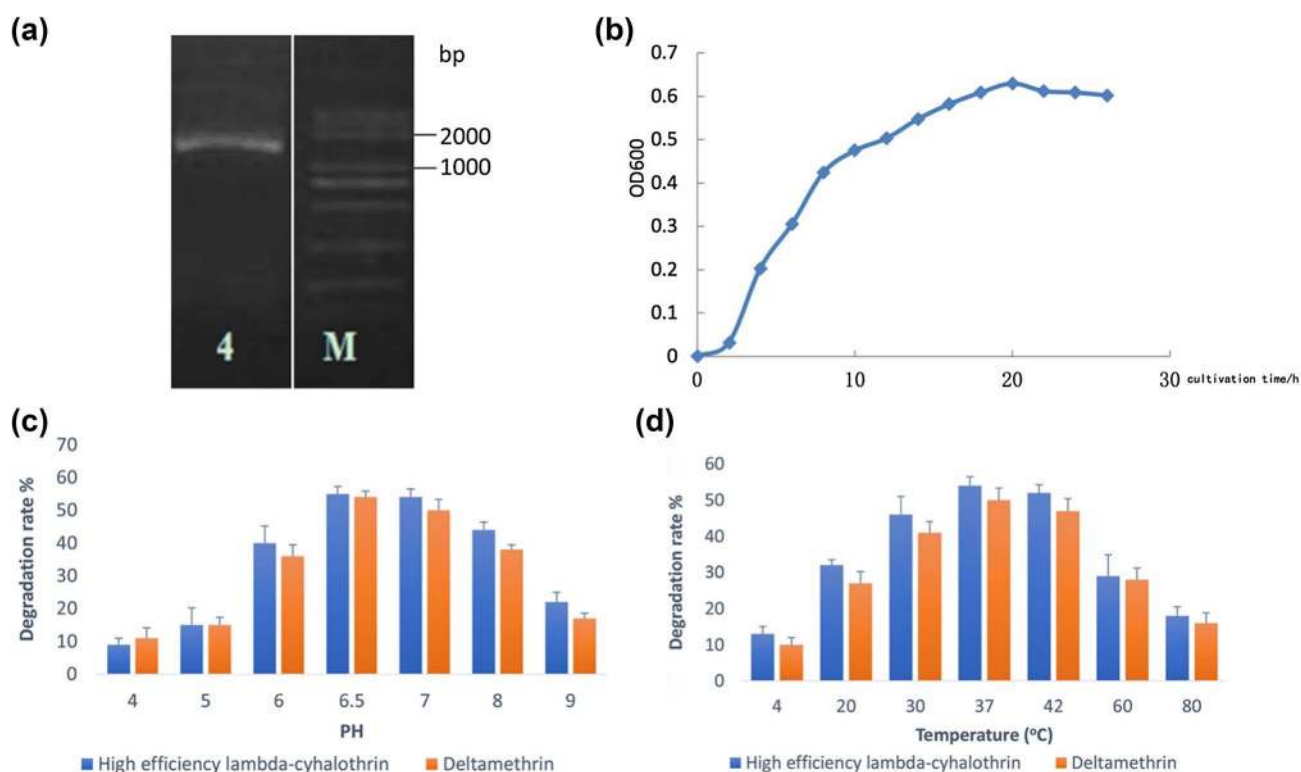 (a)
bp
2000
1000
4 M
(b)
0.7
0.6
0.5
0.4
0.3
0.2
0.1
0
OD600
0 10 20 30 cultivation time/h
(c)
70
60
50
40
30
20
10
0
Degradation rate %
4 5 6 6.5 7 8 9
PH
High efficiency lambda-cyhalothrin Deltamethrin
(d)
60
50
40
30
20
10
0
Degradation rate %
4 20 30 37 42 60 80
Temperature (°C)
High efficiency lambda-cyhalothrin Deltamethrin